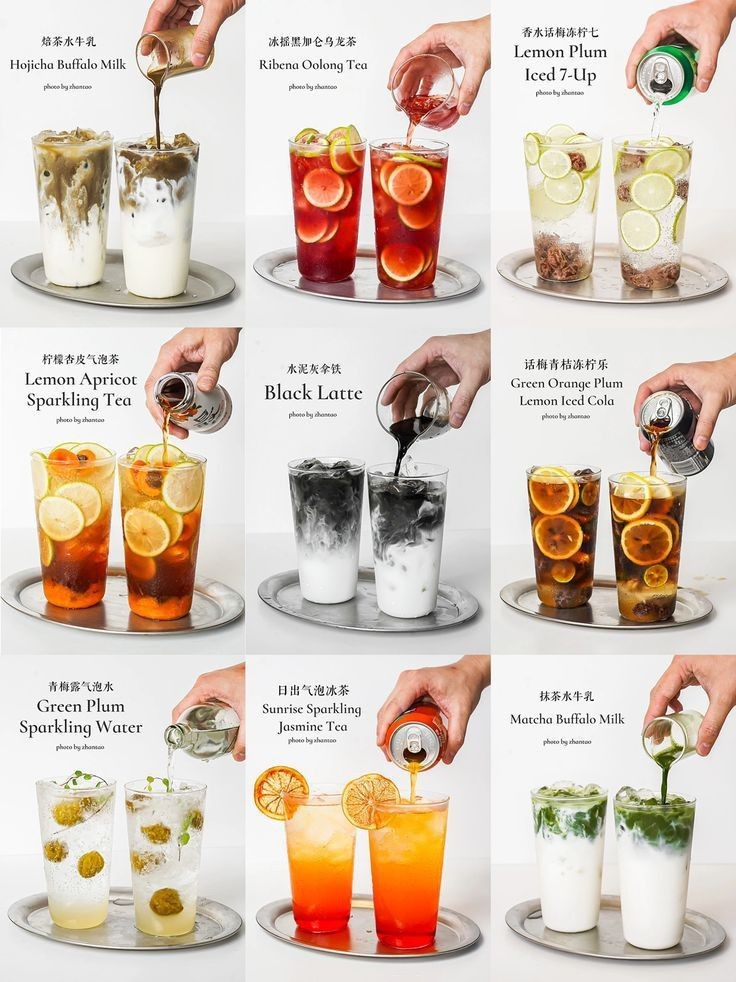 焙茶水牛乳
Hojicha Buffalo Milk
photo by zhantao
冰摇黑加仑乌龙茶
Ribena Oolong Tea
photo by zhantao
香水话梅冻柠七
Lemon Plum
Iced 7-Up
photo by zhantao
柠檬杏皮气泡茶
Lemon Apricot
Sparkling Tea
photo by zhantao
水泥灰拿铁
Black Latte
photo by zhantao
话梅青桔冻柠乐
Green Orange Plum
Lemon Iced Cola
photo by zhantao
青梅露气泡水
Green Plum
Sparkling Water
photo by zhantao
日出气泡冰茶
Sunrise Sparkling
Jasmine Tea
photo by zhantao
抹茶水牛乳
Matcha Buffalo Milk
photo by zhantao